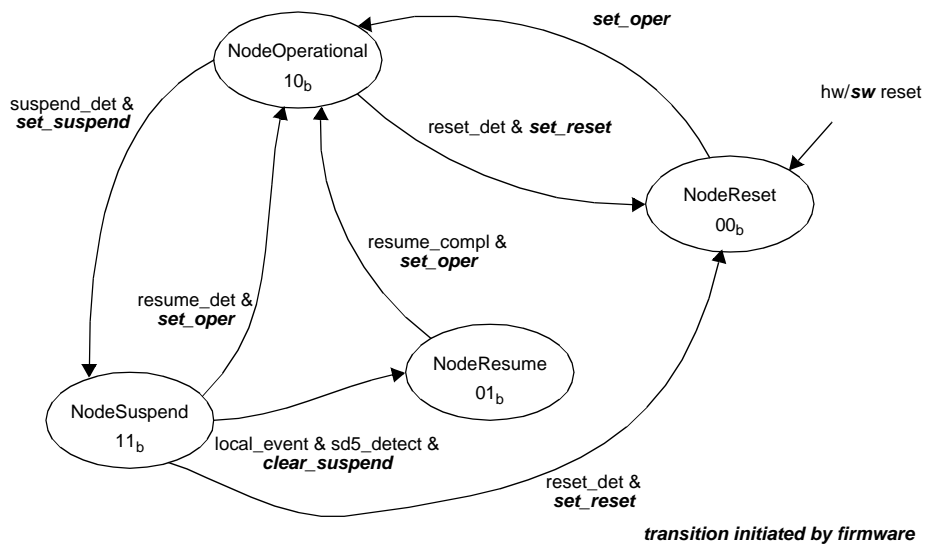 set_oper
NodeOperational
10b
hw/sw reset
suspend_det &
set_suspend
reset_det & set_reset
NodeReset
00b
resume_compl &
set_oper
resume_det &
set_oper
NodeResume
01b
NodeSuspend
11b
local_event & sd5_detect &
clear_suspend
reset_det &
set_reset
transition initiated by firmware